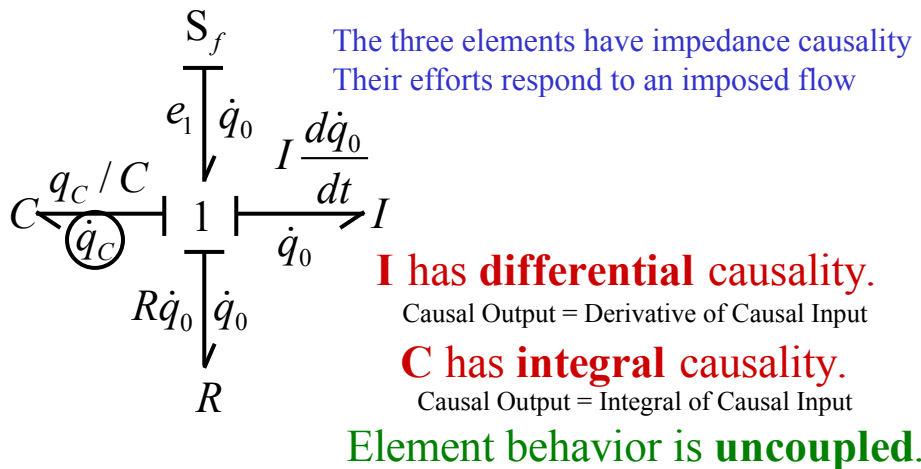 S_f
The three elements have impedance causality
Their efforts respond to an imposed flow
e_1 q̇_0
I dq̇_0/dt
q_C / C
C 1 I
q̇_C q̇_0
I has differential causality.
Rq̇_0 q̇_0
Causal Output = Derivative of Causal Input
C has integral causality.
R
Causal Output = Integral of Causal Input
Element behavior is uncoupled.